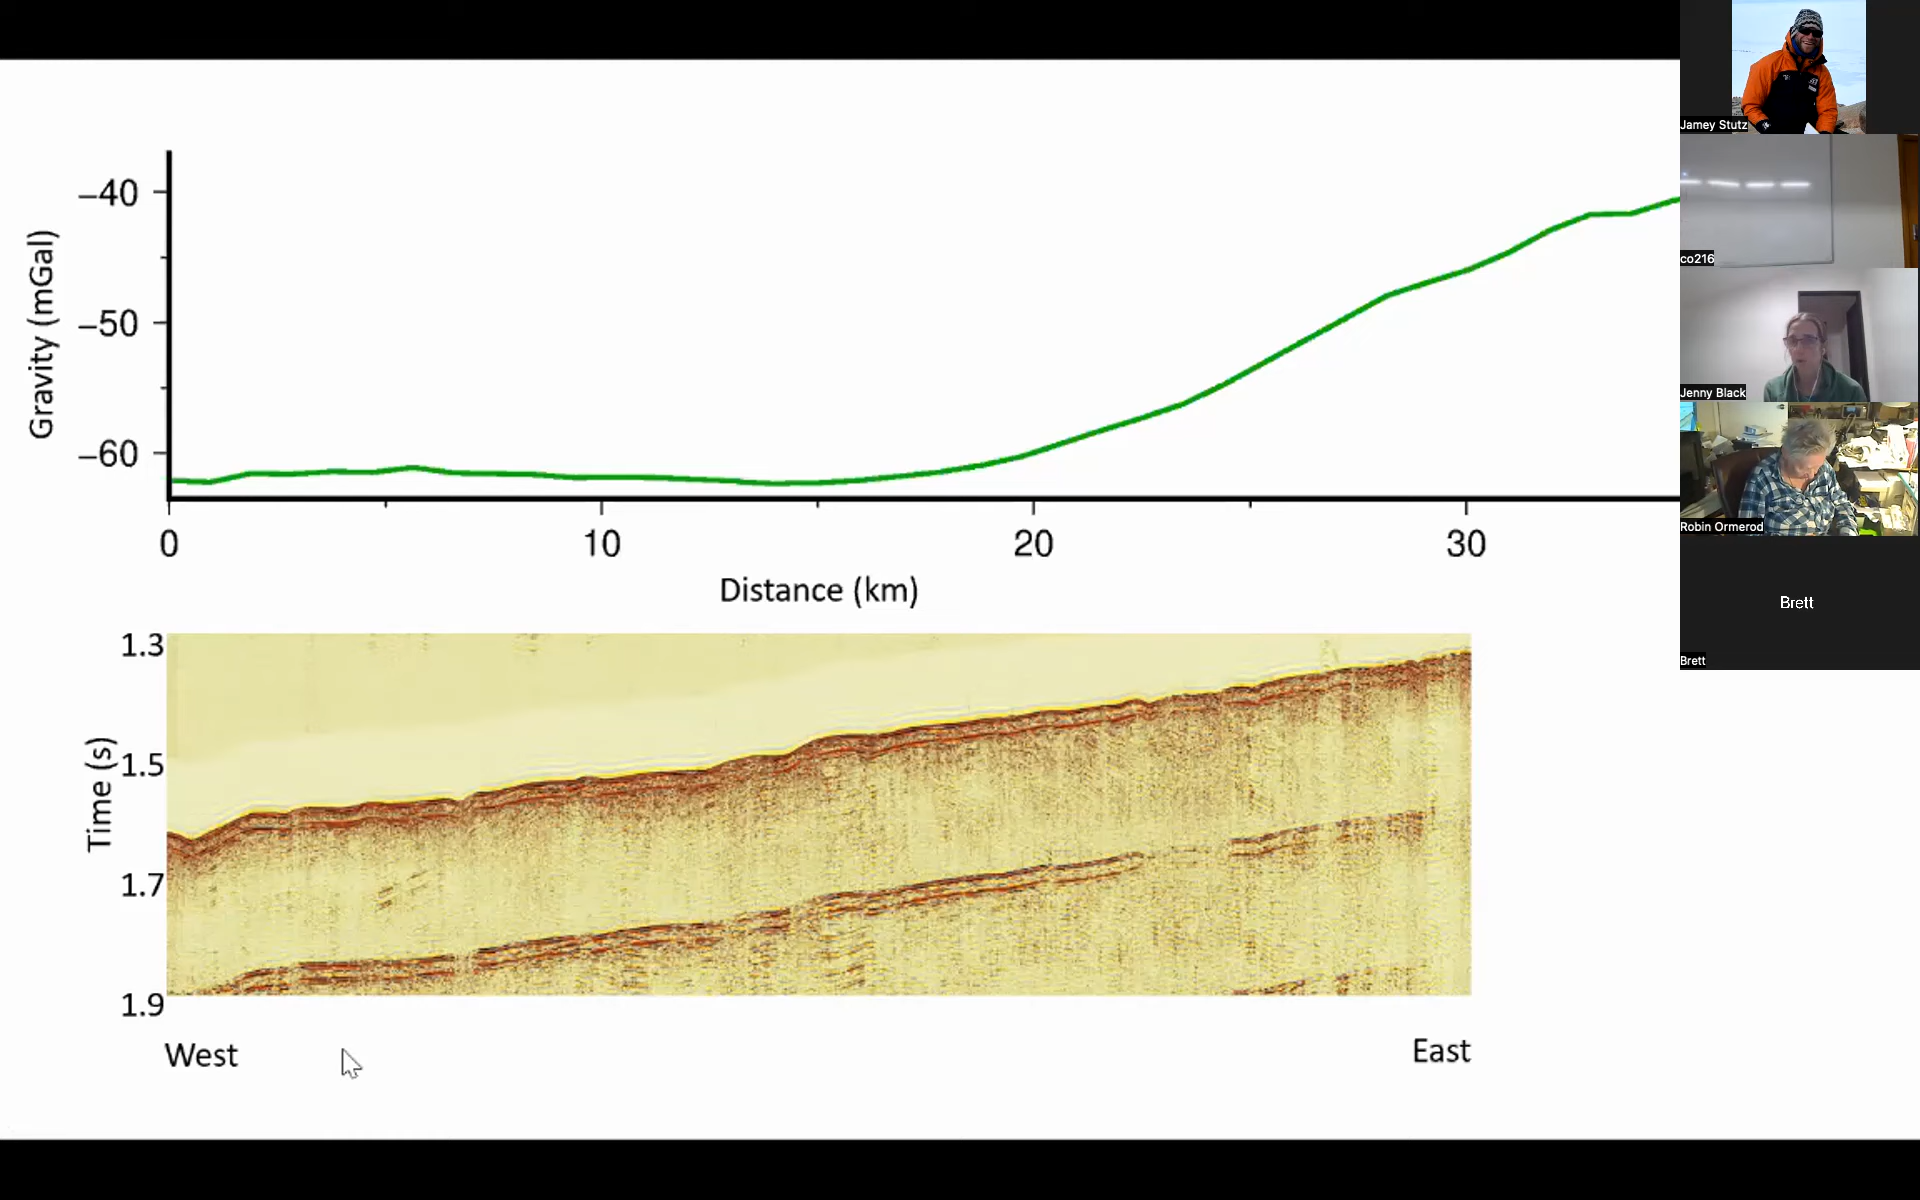 –40
–50
–60
Gravity (mGal)
0 10 20 30
Distance (km)
1.3
1.5
1.7
1.9
Time (s)
West East
Jamey Stutz
co216
Jenny Black
Robin Ormerod
Brett
Brett